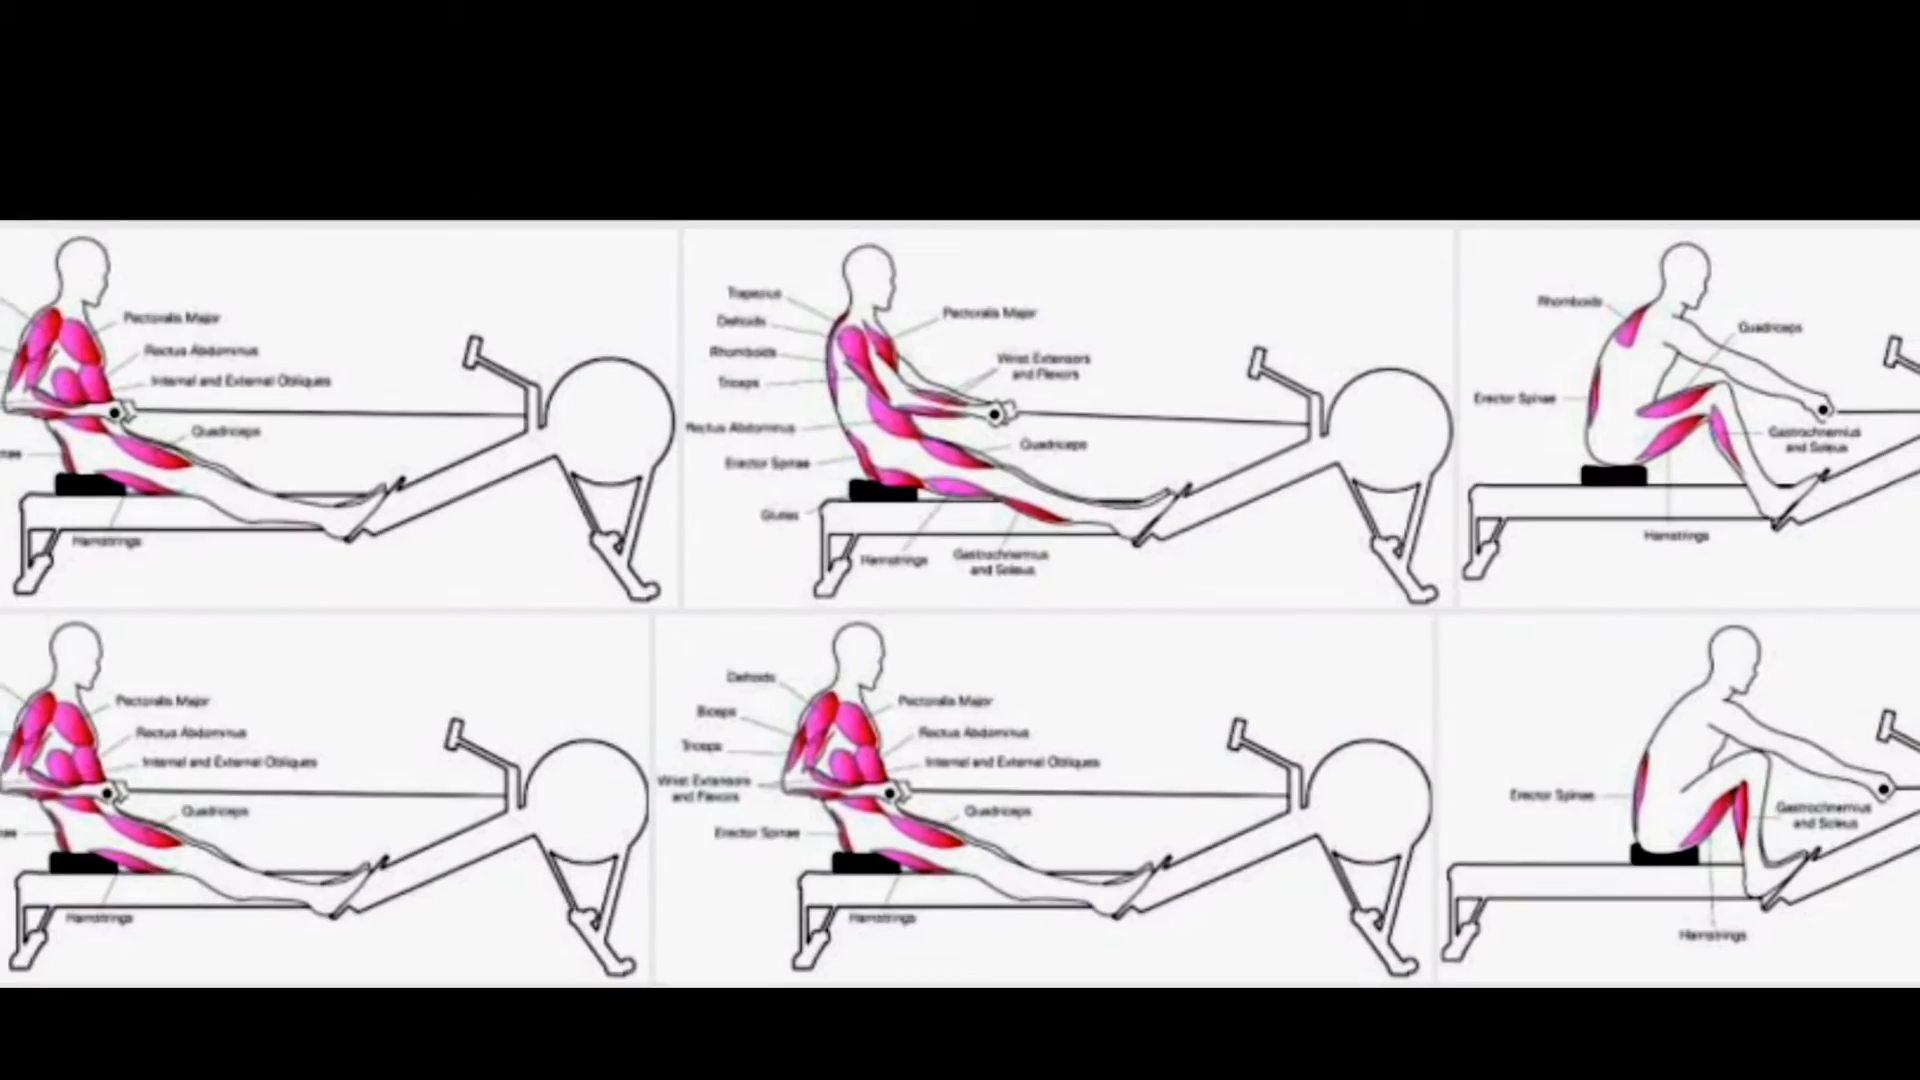 Pectoralis Major
Rectus Abdominus
Internal and External Obliques
Quadriceps
Hamstrings
Trapezius
Deltoids
Rhomboids
Triceps
Rectus Abdominus
Erector Spinae
Glutes
Pectoralis Major
Wrist Extensors
and Flexors
Quadriceps
Hamstrings
Gastrochnemius
and Soleus
Rhomboids
Quadriceps
Erector Spinae
Gastrochnemius
and Soleus
Hamstrings
Pectoralis Major
Rectus Abdominus
Internal and External Obliques
Quadriceps
Hamstrings
Deltoids
Biceps
Triceps
Wrist Extensors
and Flexors
Erector Spinae
Pectoralis Major
Rectus Abdominus
Internal and External Obliques
Quadriceps
Hamstrings
Erector Spinae
Gastrochnemius
and Soleus
Hamstrings